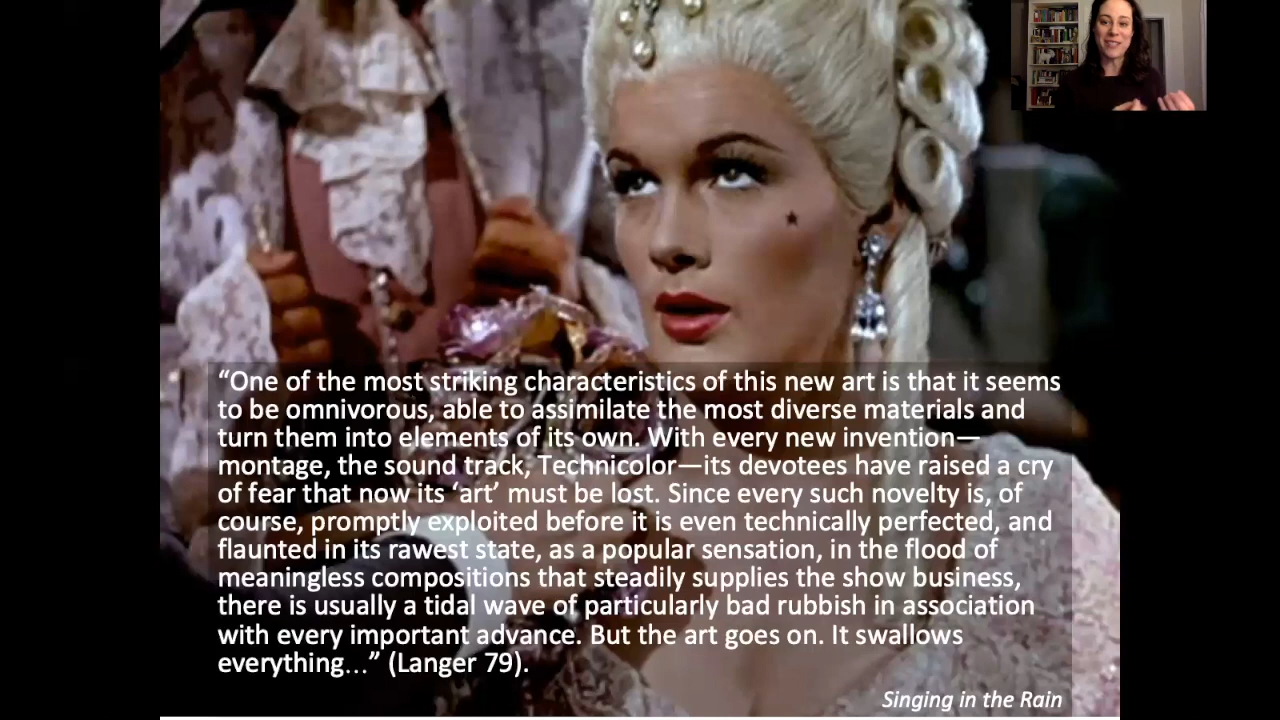 “One of the most striking characteristics of this new art is that it seems
to be omnivorous, able to assimilate the most diverse materials and
turn them into elements of its own. With every new invention—
montage, the sound track, Technicolor—its devotees have raised a cry
of fear that now its ‘art’ must be lost. Since every such novelty is, of
course, promptly exploited before it is even technically perfected, and
flaunted in its rawest state, as a popular sensation, in the flood of
meaningless compositions that steadily supplies the show business,
there is usually a tidal wave of particularly bad rubbish in association
with every important advance. But the art goes on. It swallows
everything…” (Langer 79).
Singing in the Rain